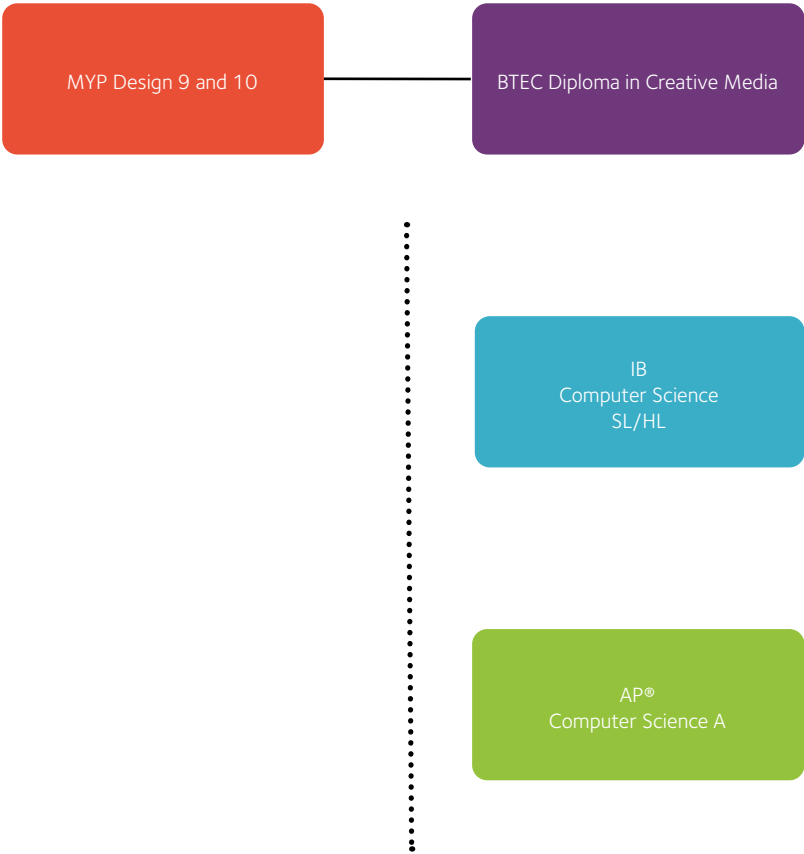 MYP Design 9 and 10
BTEC Diploma in Creative Media
IB
Computer Science
SL/HL
AP®
Computer Science A